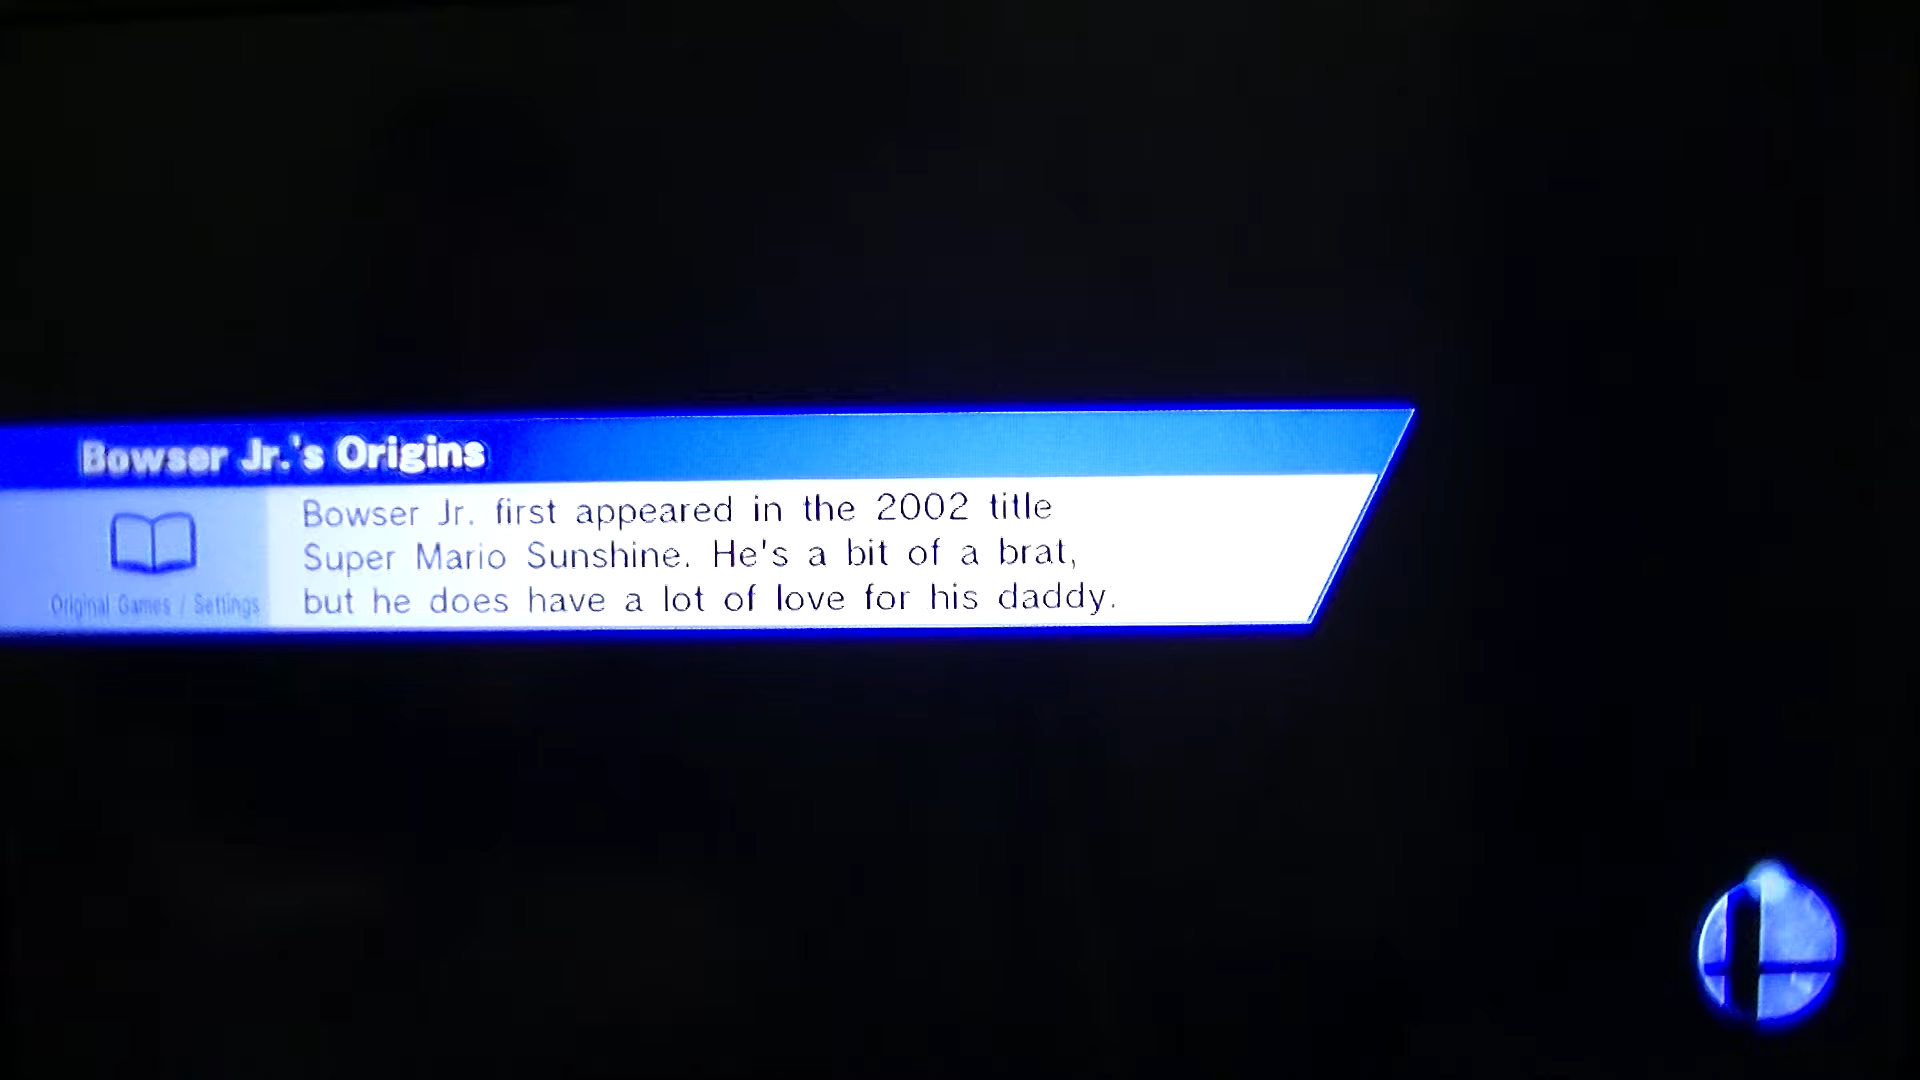 Bowser Jr.'s Origins
Bowser Jr. first appeared in the 2002 title
Super Mario Sunshine. He's a bit of a brat,
but he does have a lot of love for his daddy.
Original Games / Settings